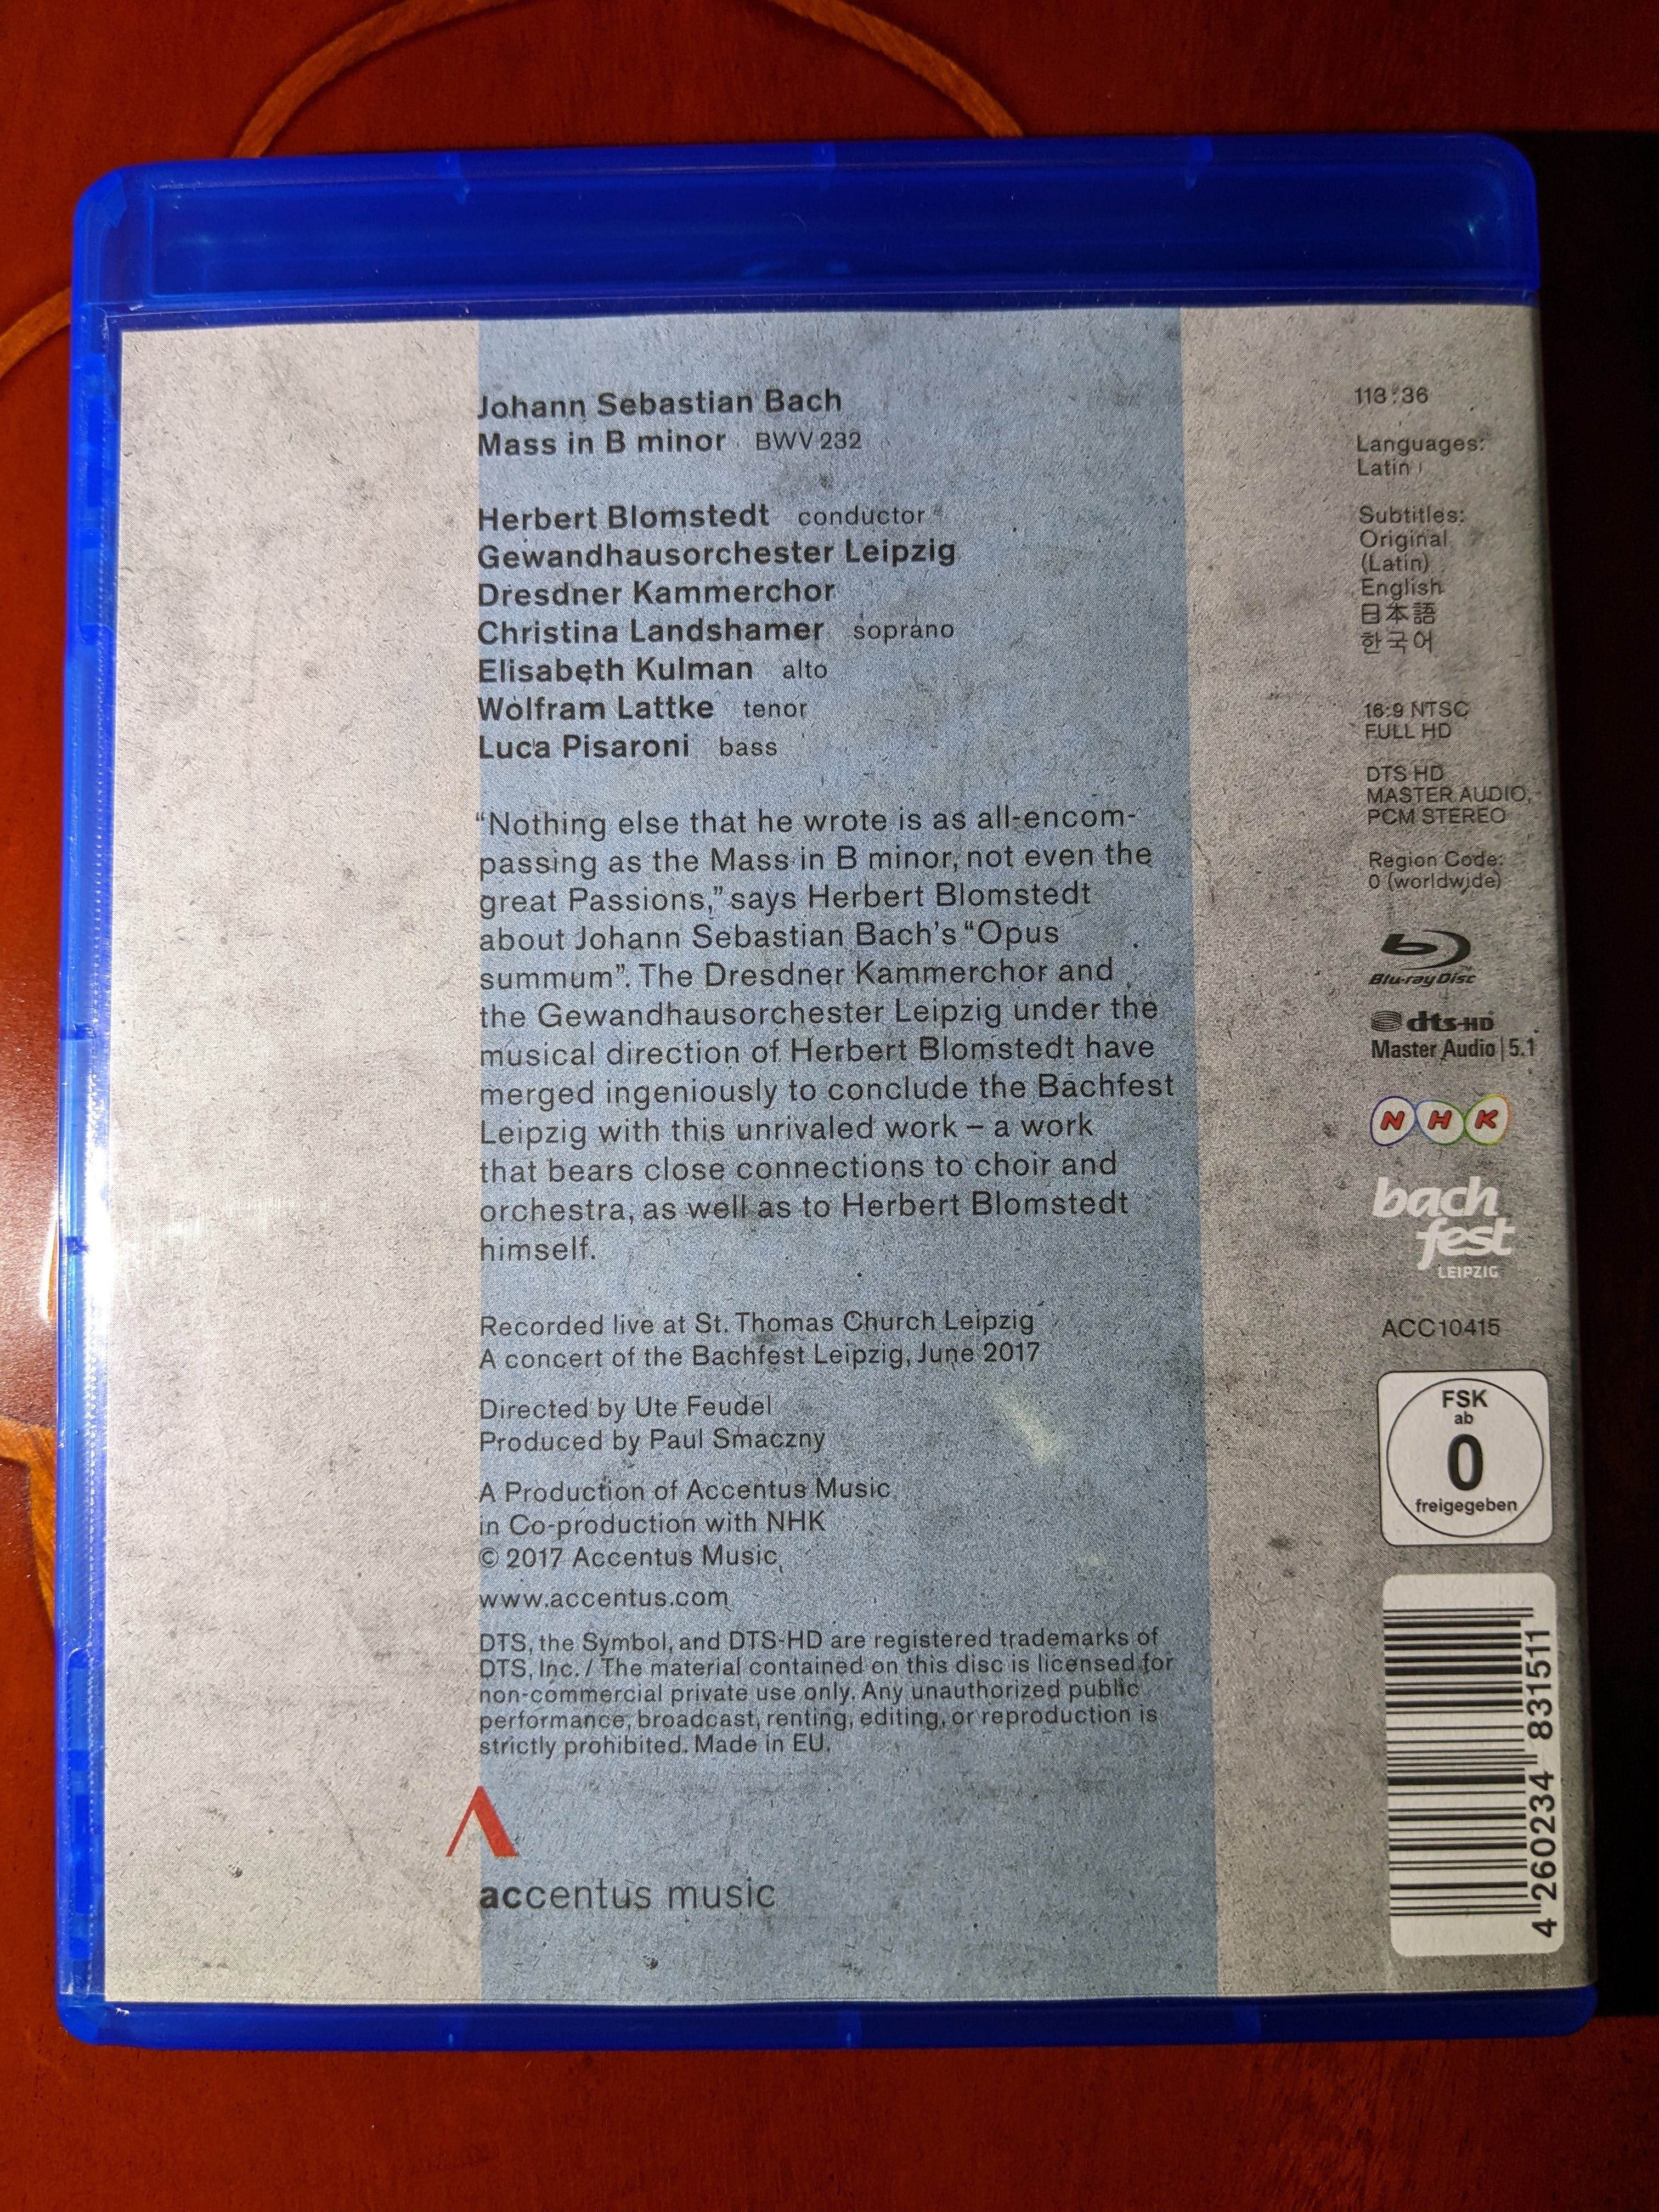 Johann Sebastian Bach
Mass in B minor BWV 232
Herbert Blomstedt conductor
Gewandhausorchester Leipzig
Dresdner Kammerchor
Christina Landshamer soprano
Elisabeth Kulman alto
Wolfram Lattke tenor
Luca Pisaroni bass
“Nothing else that he wrote is as all-encom-
passing as the Mass in B minor, not even the
great Passions,” says Herbert Blomstedt
about Johann Sebastian Bach’s “Opus
summum”. The Dresdner Kammerchor and
the Gewandhausorchester Leipzig under the
musical direction of Herbert Blomstedt have
merged ingeniously to conclude the Bachfest
Leipzig with this unrivaled work – a work
that bears close connections to choir and
orchestra, as well as to Herbert Blomstedt
himself.
Recorded live at St. Thomas Church Leipzig
A concert of the Bachfest Leipzig, June 2017
Directed by Ute Feudel
Produced by Paul Smaczny
A Production of Accentus Music
in Co-production with NHK
© 2017 Accentus Music
www.accentus.com
DTS, the Symbol, and DTS-HD are registered trademarks of
DTS, Inc. / The material contained on this disc is licensed for
non-commercial private use only. Any unauthorized public
performance, broadcast, renting, editing, or reproduction is
strictly prohibited. Made in EU.
accentus music
Languages:
Latin
Subtitles:
Original
(Latin)
English
日本語
한국어
16:9 NTSC
FULL HD
DTS HD
MASTER AUDIO,
PCM STEREO
Region Code:
0 (worldwide)
Blu-ray Disc
dts-HD
Master Audio | 5.1
NHK
bach
fest
LEIPZIG
ACC10415
FSK
ab
0
freigegeben
4 260234 831511